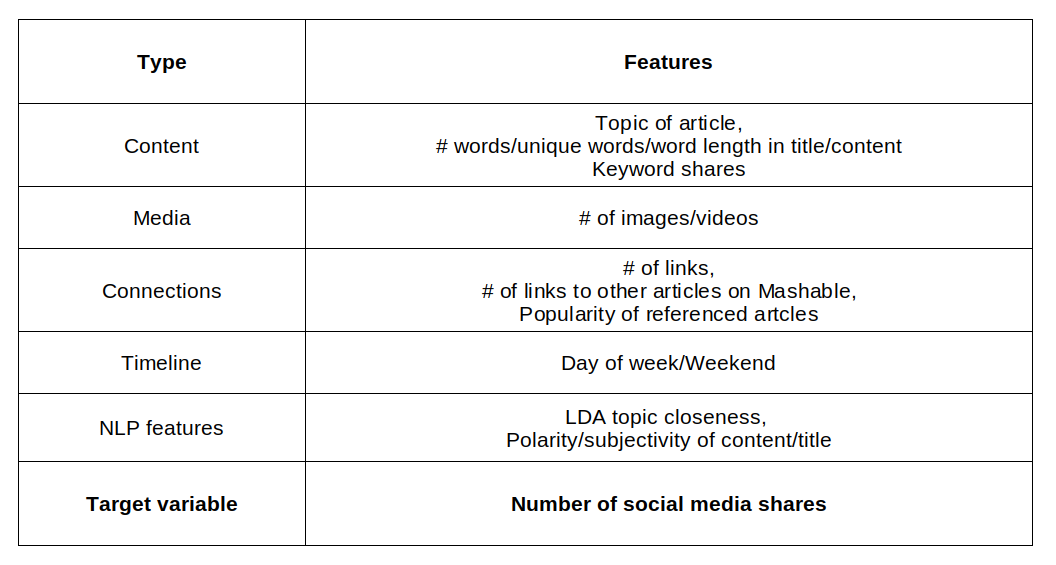 Type Features
Content
Topic of article,
# words/unique words/word length in title/content
Keyword shares
Media # of images/videos
Connections
# of links,
# of links to other articles on Mashable,
Popularity of referenced artcles
Timeline Day of week/Weekend
NLP features
LDA topic closeness,
Polarity/subjectivity of content/title
Target variable Number of social media shares